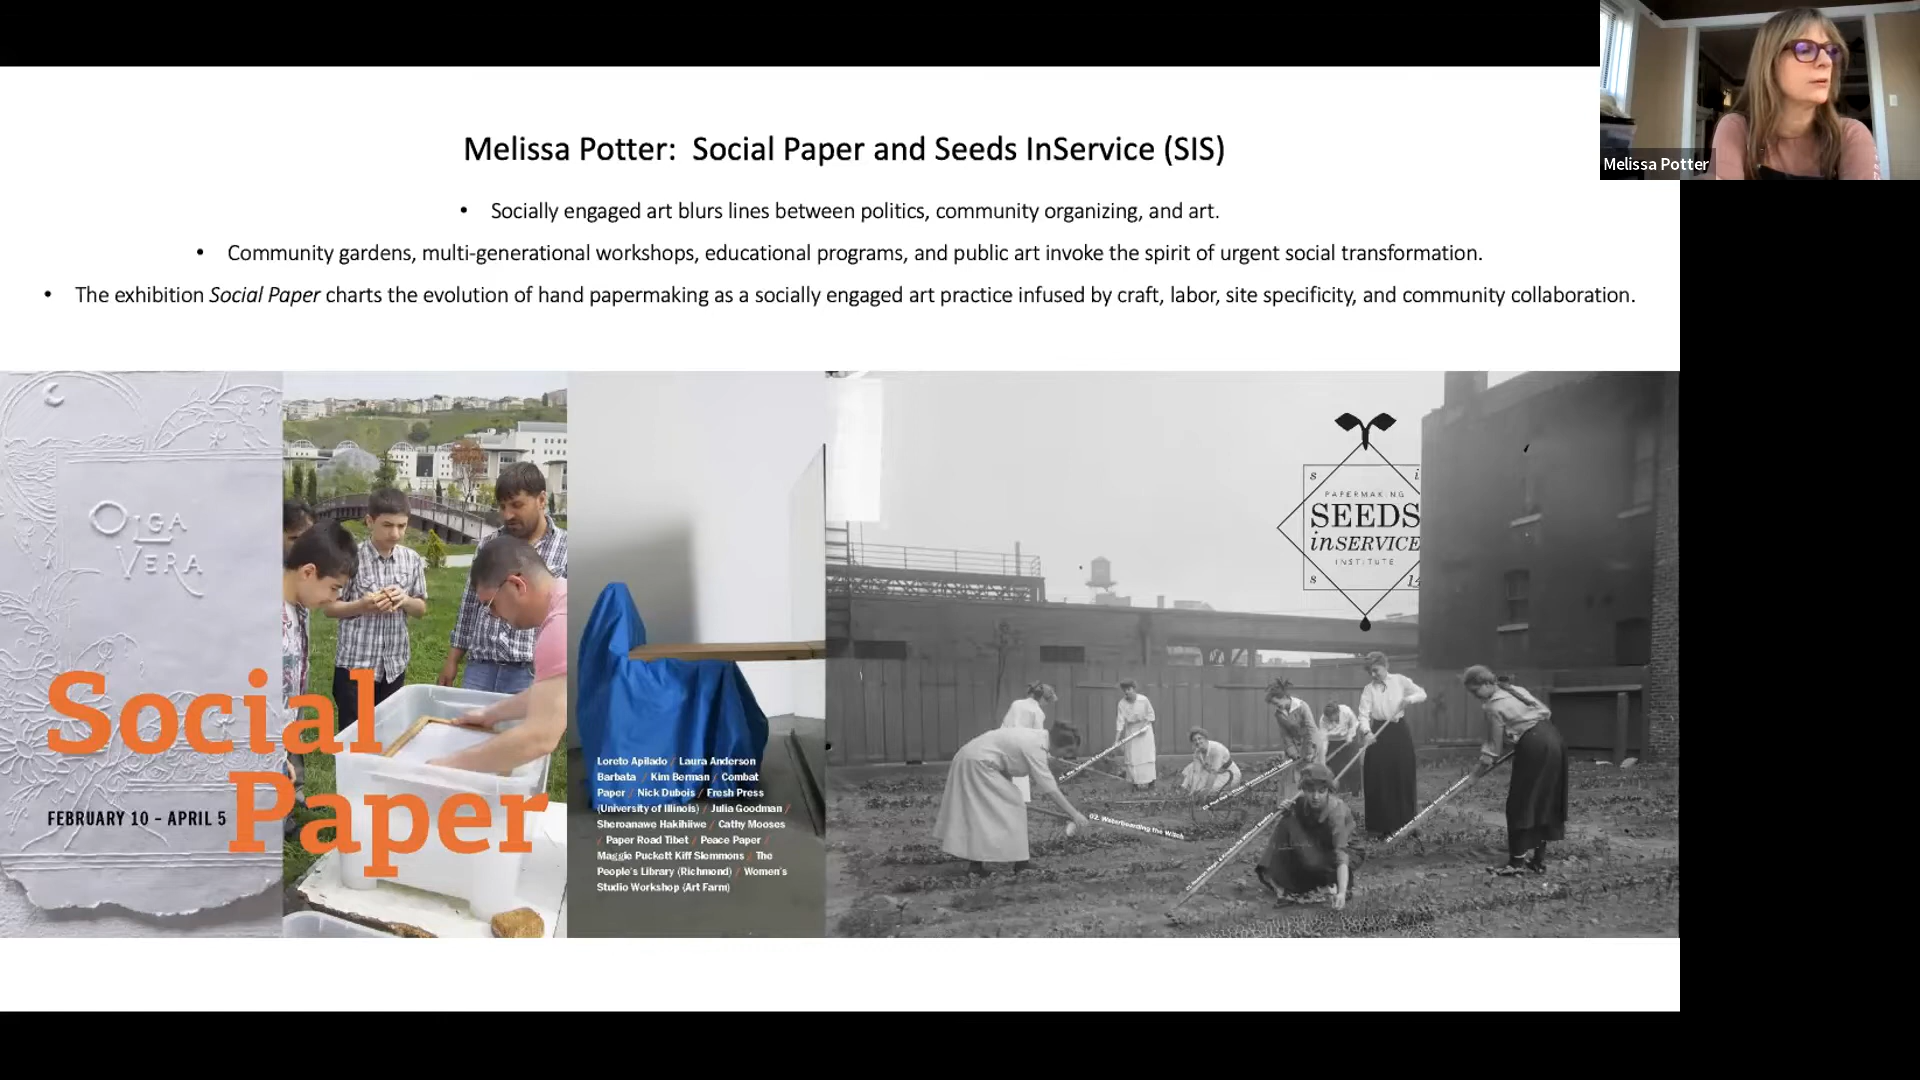 Melissa Potter
Melissa Potter: Social Paper and Seeds InService (SIS)
• Socially engaged art blurs lines between politics, community organizing, and art.
• Community gardens, multi-generational workshops, educational programs, and public art invoke the spirit of urgent social transformation.
• The exhibition Social Paper charts the evolution of hand papermaking as a socially engaged art practice infused by craft, labor, site specificity, and community collaboration.
OLGA
VERA
Social
Paper
FEBRUARY 10 – APRIL 5
Loreto Apilado / Laura Anderson
Barbata / Kim Berman / Combat
Paper / Nick Dubois / Fresh Press
(University of Illinois) / Julia Goodman /
Sheroanawe Hakihiiwe / Cathy Mooses
/ Paper Road Tibet / Peace Paper /
Maggie Puckett Kiff Slemmons / The
People's Library (Richmond) / Women's
Studio Workshop (Art Farm)
s i
PAPERMAKING
SEEDS
inSERVICE
INSTITUTE
s 14
02. Waterboarding the Witch